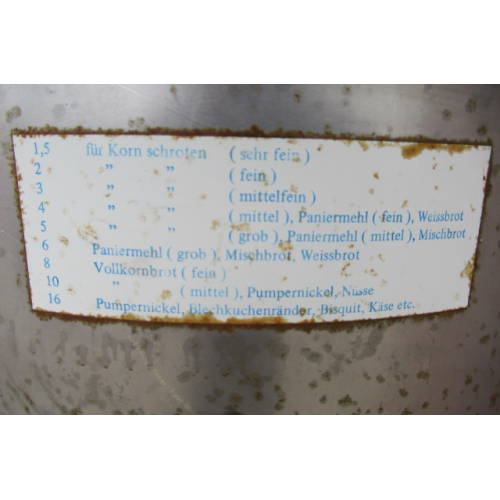 1,5 für Korn schroten ( sehr fein )
2 " " ( fein )
3 " " ( mittelfein )
4 " " ( mittel ), Paniermehl ( fein ), Weissbrot
5 " " ( grob ), Paniermehl ( mittel ), Mischbrot
6 Paniermehl ( grob ), Mischbrot, Weissbrot
8 Vollkornbrot ( fein )
10 " ( mittel ), Pumpernickel, Nüsse
16 Pumpernickel, Blechkuchenränder, Bisquit, Käse etc.